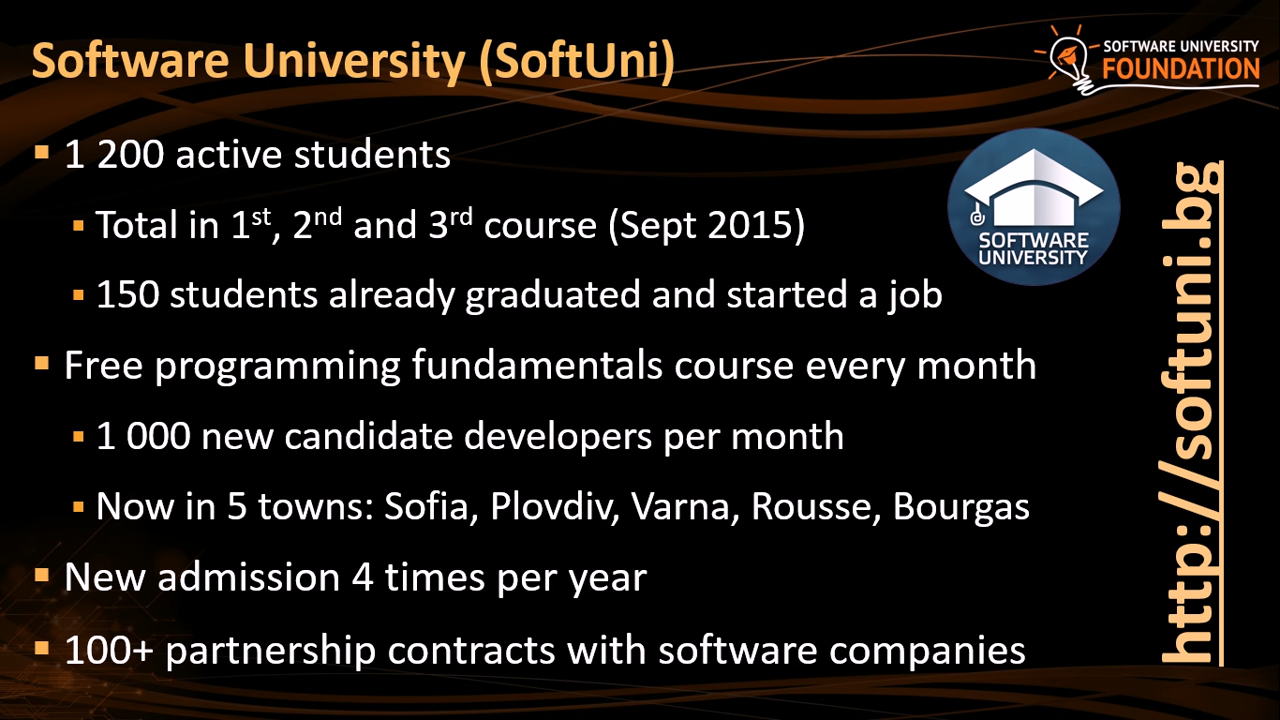 Software University (SoftUni)
SOFTWARE UNIVERSITY
FOUNDATION
1 200 active students
Total in 1st, 2nd and 3rd course (Sept 2015)
150 students already graduated and started a job
SOFTWARE
UNIVERSITY
http://softuni.bg
Free programming fundamentals course every month
1 000 new candidate developers per month
Now in 5 towns: Sofia, Plovdiv, Varna, Rousse, Bourgas
New admission 4 times per year
100+ partnership contracts with software companies